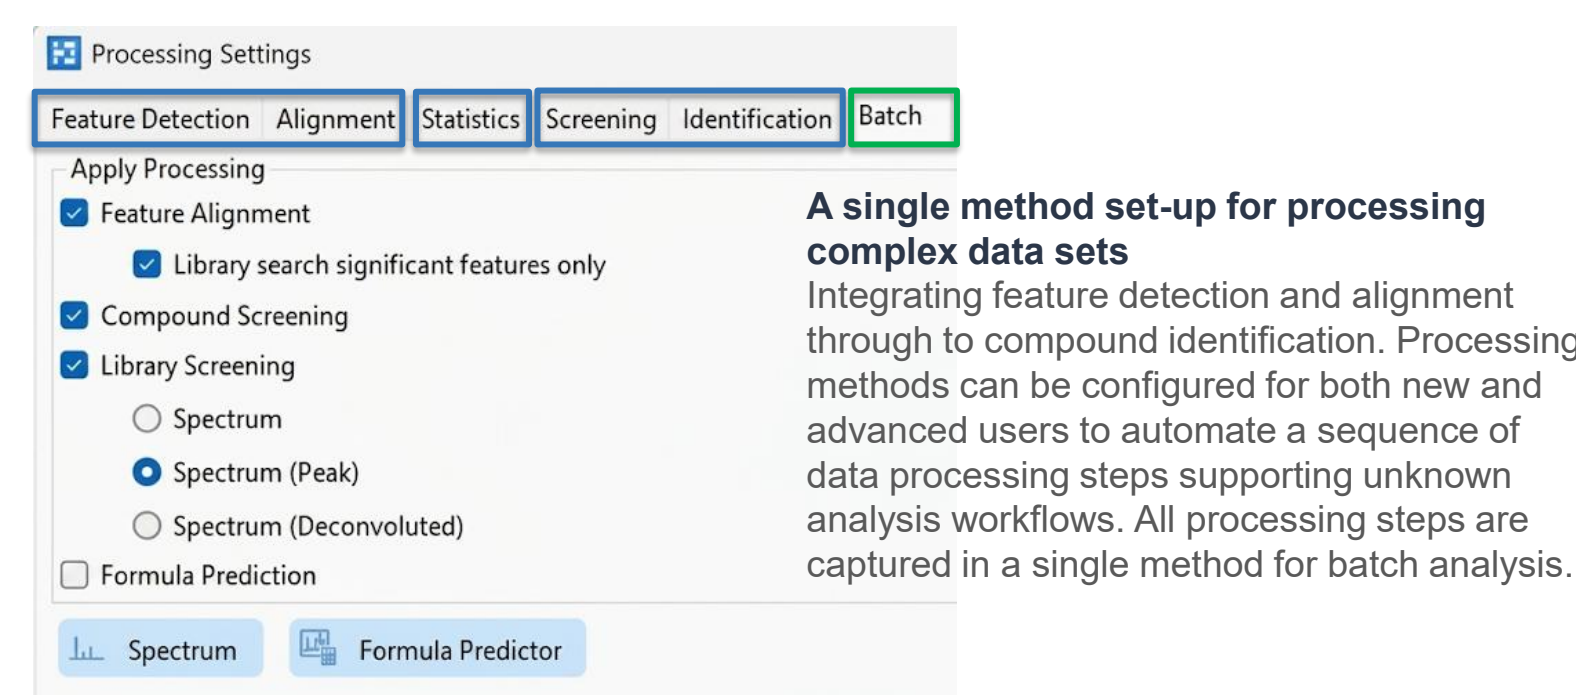 Processing Settings
Feature Detection Alignment Statistics Screening Identification Batch
Apply Processing
Feature Alignment
Library search significant features only
Compound Screening
Library Screening
Spectrum
Spectrum (Peak)
Spectrum (Deconvoluted)
Formula Prediction
Spectrum Formula Predictor
A single method set-up for processing
complex data sets
Integrating feature detection and alignment
through to compound identification. Processing
methods can be configured for both new and
advanced users to automate a sequence of
data processing steps supporting unknown
analysis workflows. All processing steps are
captured in a single method for batch analysis.